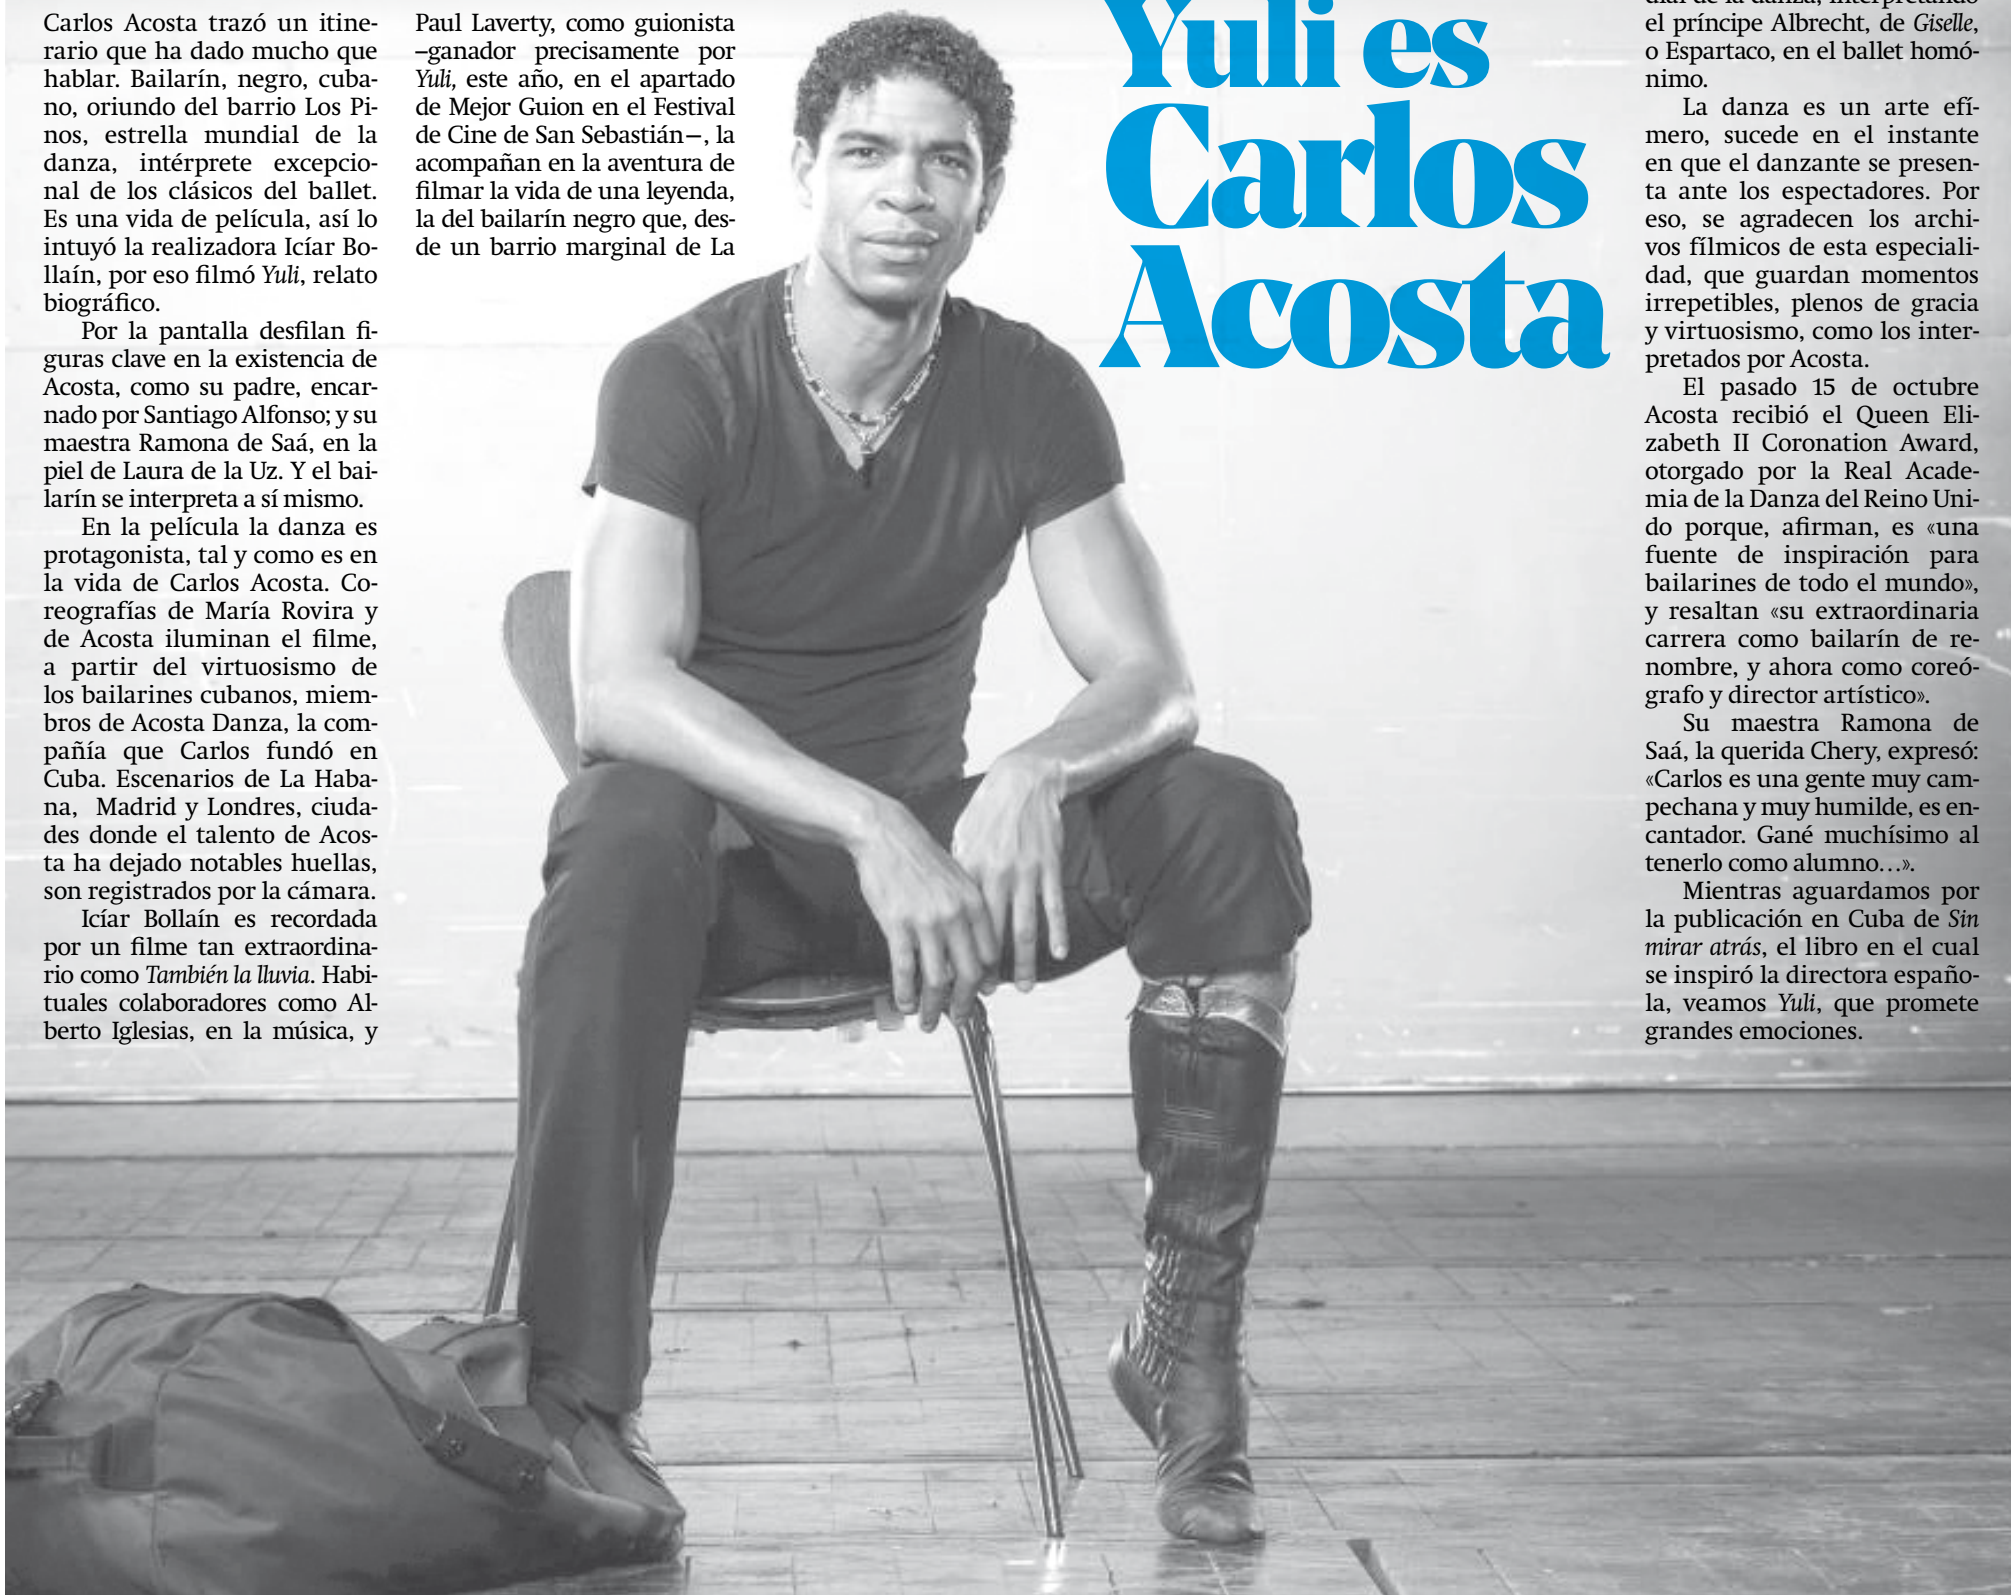 Carlos Acosta trazó un itine-
rario que ha dado mucho que
hablar. Bailarín, negro, cuba-
no, oriundo del barrio Los Pi-
nos, estrella mundial de la
danza, intérprete excepcio-
nal de los clásicos del ballet.
Es una vida de película, así lo
intuyó la realizadora Icíar Bo-
llaín, por eso filmó Yuli, relato
biográfico.
Por la pantalla desfilan fi-
guras clave en la existencia de
Acosta, como su padre, encar-
nado por Santiago Alfonso; y su
maestra Ramona de Saá, en la
piel de Laura de la Uz. Y el bai-
larín se interpreta a sí mismo.
En la película la danza es
protagonista, tal y como es en
la vida de Carlos Acosta. Co-
reografías de María Rovira y
de Acosta iluminan el filme,
a partir del virtuosismo de
los bailarines cubanos, miem-
bros de Acosta Danza, la com-
pañía que Carlos fundó en
Cuba. Escenarios de La Haba-
na, Madrid y Londres, ciuda-
des donde el talento de Acos-
ta ha dejado notables huellas,
son registrados por la cámara.
Icíar Bollaín es recordada
por un filme tan extraordina-
rio como También la lluvia. Habi-
tuales colaboradores como Al-
berto Iglesias, en la música, y
Paul Laverty, como guionista
–ganador precisamente por
Yuli, este año, en el apartado
de Mejor Guion en el Festival
de Cine de San Sebastián–, la
acompañan en la aventura de
filmar la vida de una leyenda,
la del bailarín negro que, des-
de un barrio marginal de La
Yuli es
Carlos
Acosta
dial de la danza, interpretando
el príncipe Albrecht, de Giselle,
o Espartaco, en el ballet homó-
nimo.
La danza es un arte efí-
mero, sucede en el instante
en que el danzante se presen-
ta ante los espectadores. Por
eso, se agradecen los archi-
vos fílmicos de esta especiali-
dad, que guardan momentos
irrepetibles, plenos de gracia
y virtuosismo, como los inter-
pretados por Acosta.
El pasado 15 de octubre
Acosta recibió el Queen Eli-
zabeth II Coronation Award,
otorgado por la Real Acade-
mia de la Danza del Reino Uni-
do porque, afirman, es «una
fuente de inspiración para
bailarines de todo el mundo»,
y resaltan «su extraordinaria
carrera como bailarín de re-
nombre, y ahora como coreó-
grafo y director artístico».
Su maestra Ramona de
Saá, la querida Chery, expresó:
«Carlos es una gente muy cam-
pechana y muy humilde, es en-
cantador. Gané muchísimo al
tenerlo como alumno…».
Mientras aguardamos por
la publicación en Cuba de Sin
mirar atrás, el libro en el cual
se inspiró la directora españo-
la, veamos Yuli, que promete
grandes emociones.